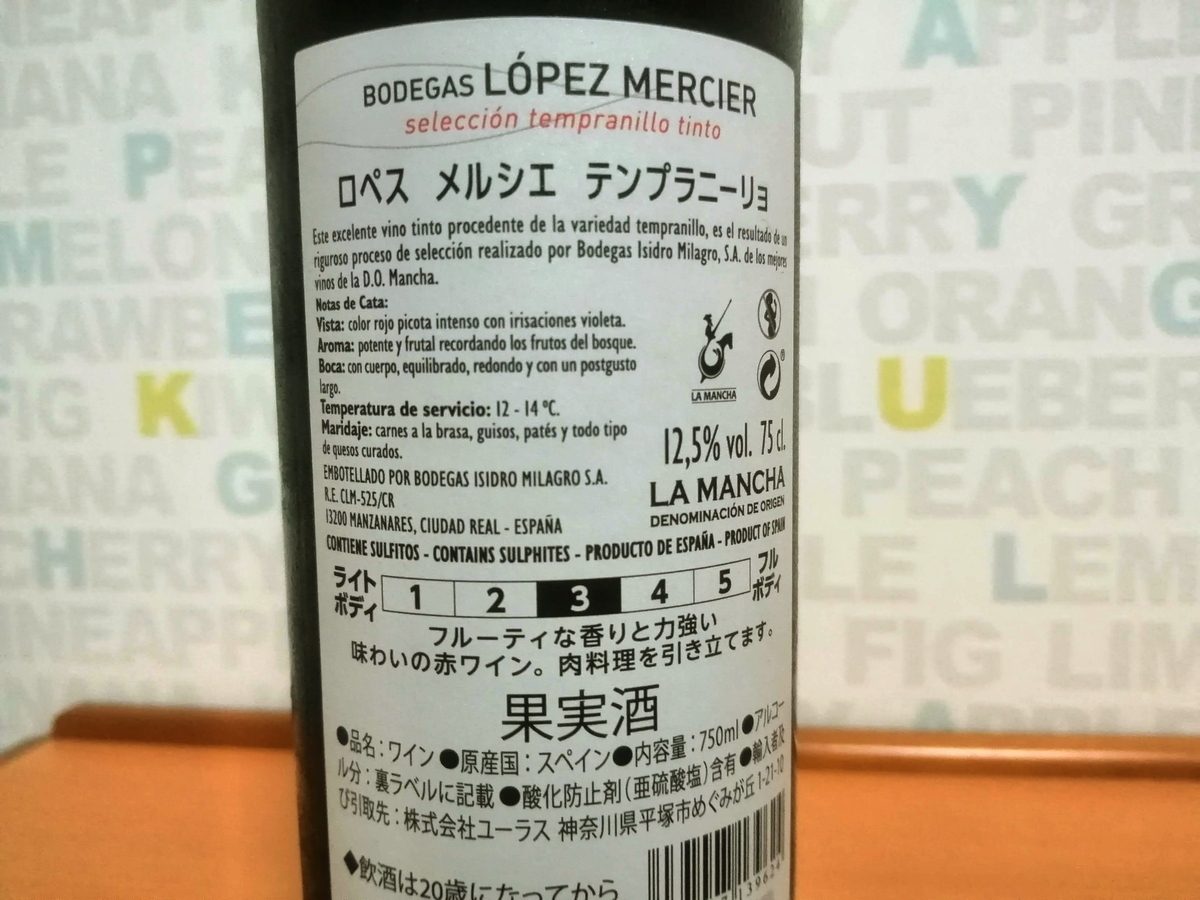 BODEGAS LÓPEZ MERCIER
selección tempranillo tinto
ロペス メルシエ テンプラニーリョ
Este excelente vino tinto procedente de la variedad tempranillo, es el resultado de un
riguroso proceso de selección realizado por Bodegas Isidro Milagro, S.A. de los mejores
vinos de la D.O. Mancha.
Notas de Cata:
Vista: color rojo picota intenso con irisaciones violeta.
Aroma: potente y frutal recordando los frutos del bosque.
Boca: con cuerpo, equilibrado, redondo y con un postgusto
largo.
Temperatura de servicio: 12 - 14 ºC.
Maridaje: carnes a la brasa, guisos, patés y todo tipo
de quesos curados.
EMBOTELLADO POR BODEGAS ISIDRO MILAGRO S.A.
R.E. CLM-525/CR
13200 MANZANARES, CIUDAD REAL - ESPAÑA
LA MANCHA
®
12,5% vol. 75 cl.
LA MANCHA
DENOMINACIÓN DE ORIGEN
CONTIENE SULFITOS - CONTAINS SULPHITES - PRODUCTO DE ESPAÑA - PRODUCT OF SPAIN
ライト
ボディ
1 2 3 4 5
フル
ボディ
フルーティな香りと力強い
味わいの赤ワイン。肉料理を引き立てます。
果実酒
●品名：ワイン ●原産国：スペイン ●内容量：750ml ●アルコー
ル分：裏ラベルに記載 ●酸化防止剤（亜硫酸塩）含有 ●輸入者及
び引取先：株式会社ユーラス 神奈川県平塚市めぐみが丘 1-21-10
◆飲酒は20歳になってから
APPLE
PEA
PIN
MELON
ERRY GR
ORANG
FIG KIW
BLUEBER
PEACH
CHERRY
LEM
INEAPP
FIG LIM